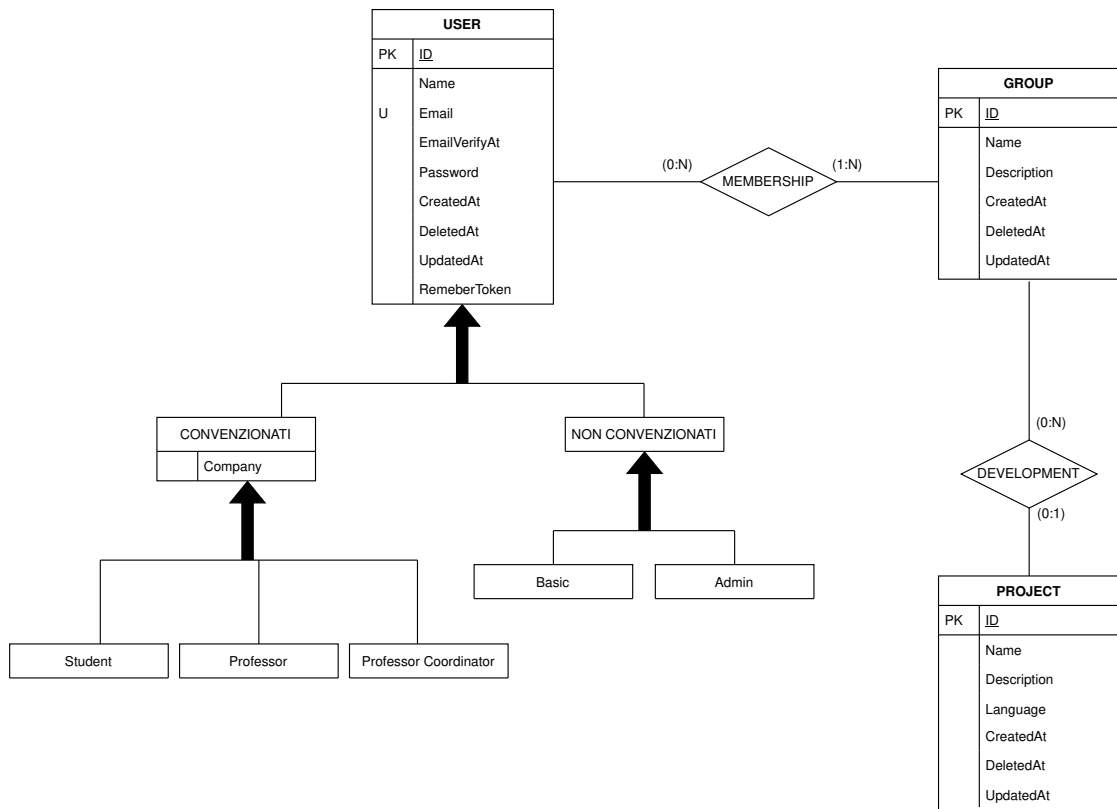 USER
PK ID
Name
U Email
EmailVerifyAt
Password
CreatedAt
DeletedAt
UpdatedAt
RemeberToken
(0:N)
MEMBERSHIP
(1:N)
GROUP
PK ID
Name
Description
CreatedAt
DeletedAt
UpdatedAt
CONVENZIONATI
Company
NON CONVENZIONATI
(0:N)
DEVELOPMENT
(0:1)
Basic
Admin
Student
Professor
Professor Coordinator
PROJECT
PK ID
Name
Description
Language
CreatedAt
DeletedAt
UpdatedAt